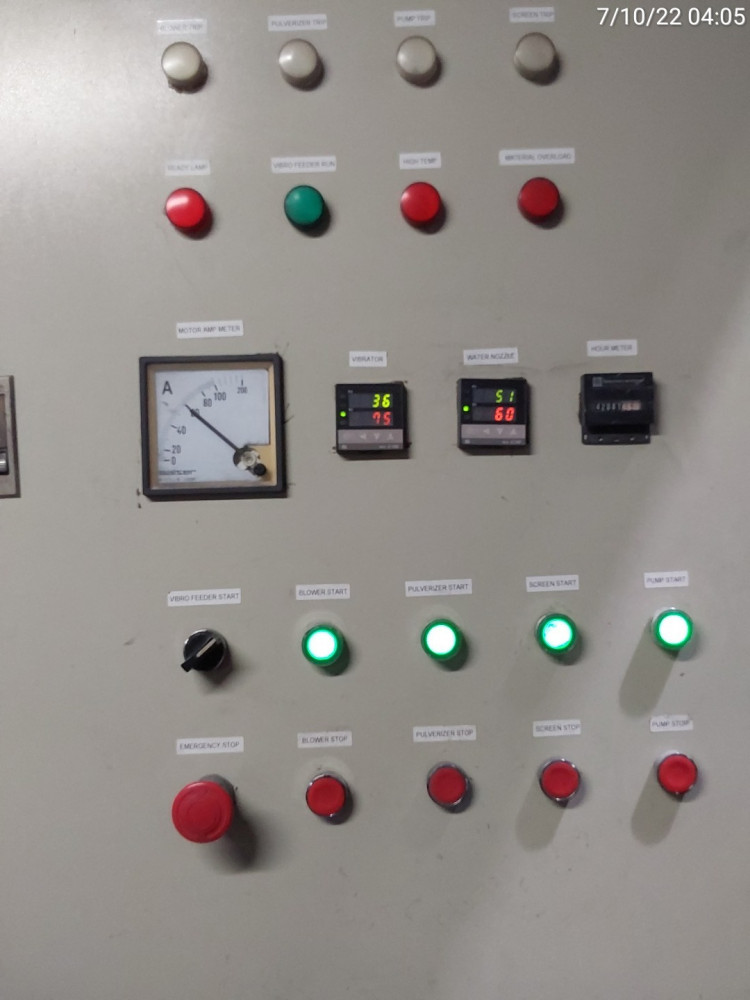 7/10/22 04:05
BLOWER TRIP
PULVERIZER TRIP
PUMP TRIP
SCREEN TRIP
READY LAMP
VIBRO FEEDER RUN
HIGH TEMP
MATERIAL OVERLOAD
MOTOR AMP METER
VIBRATOR
WATER NOZZLE
HOUR METER
A
0
20
40
60
80
100
200
36
75
51
60
VIBRO FEEDER START
BLOWER START
PULVERIZER START
SCREEN START
PUMP START
EMERGENCY STOP
BLOWER STOP
PULVERIZER STOP
SCREEN STOP
PUMP STOP